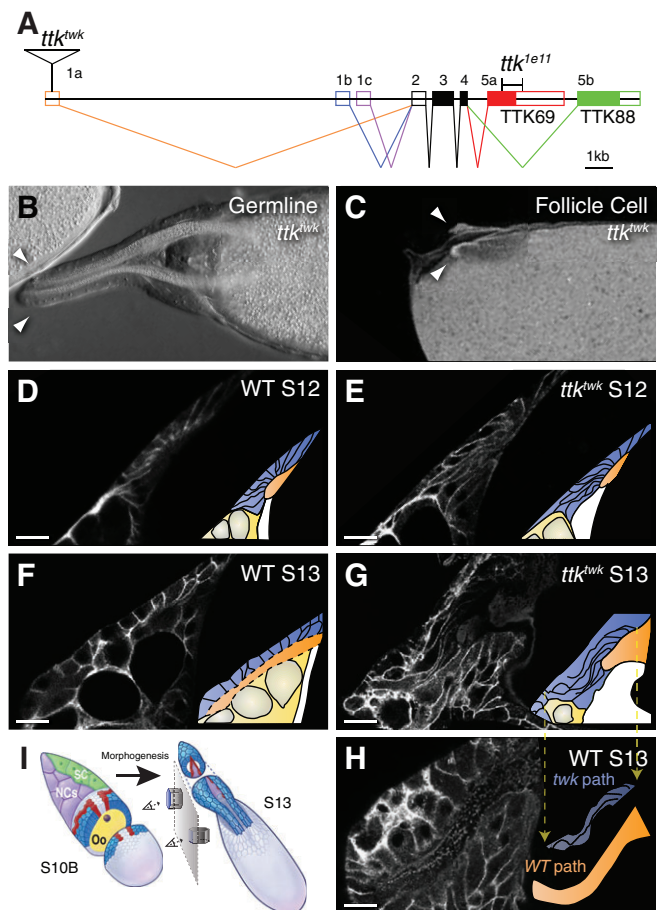 A
ttk^twk
1a
1b
1c
2
3
4
5a
ttk^1e11
5b
TTK69
TTK88
1kb
B
Germline
ttk^twk
C
Follicle Cell
ttk^twk
D
WT S12
E
ttk^twk S12
F
WT S13
G
ttk^twk S13
I
Morphogenesis
SC
NCs
Oo
S10B
S13
H
WT S13
twk path
WT path